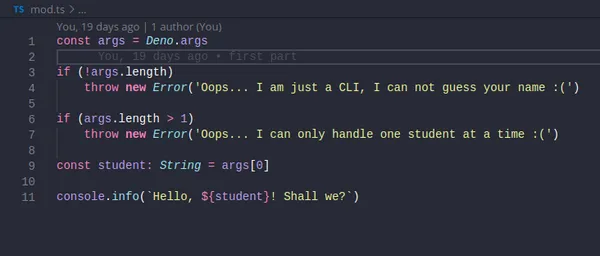 TS mod.ts > ...
You, 19 days ago | 1 author (You)
1 const args = Deno.args
2 You, 19 days ago • first part
3 if (!args.length)
4 throw new Error('Oops... I am just a CLI, I can not guess your name :(')
5
6 if (args.length > 1)
7 throw new Error('Oops... I can only handle one student at a time :(')
8
9 const student: String = args[0]
10
11 console.info(`Hello, ${student}! Shall we?`)